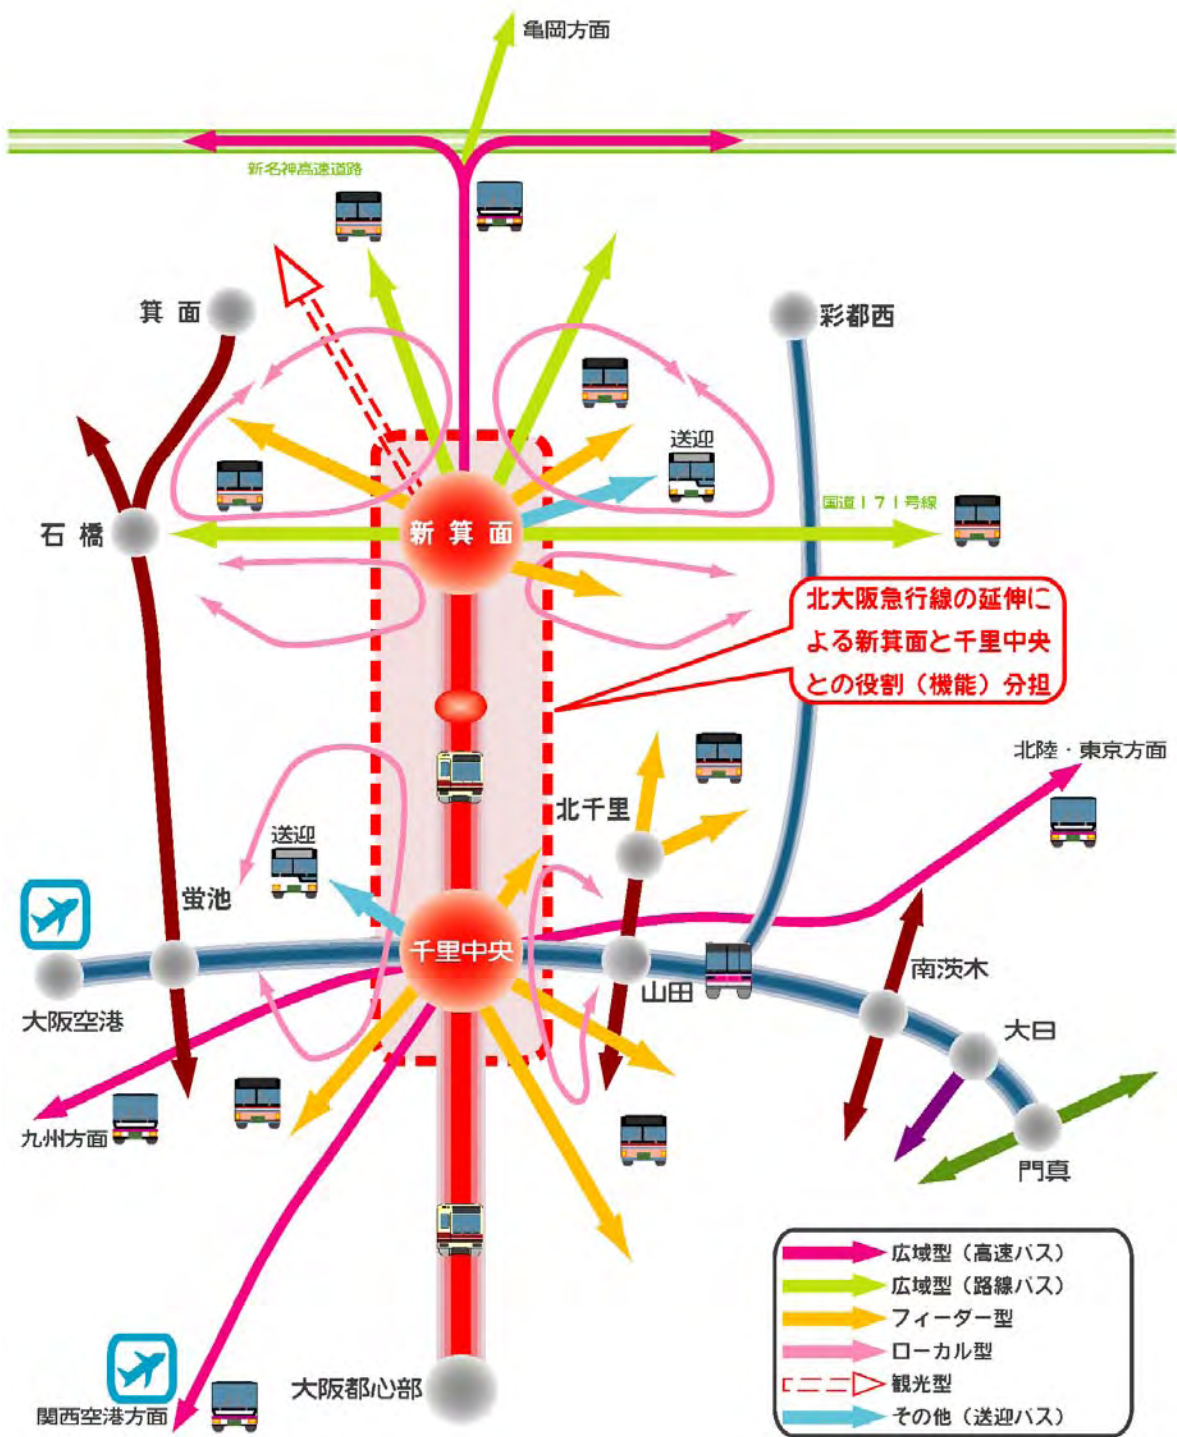 亀岡方面
新名神高速道路
箕面
彩都西
送迎
国道171号線
石橋
新箕面
北大阪急行線の延伸に
よる新箕面と千里中央
との役割（機能）分担
北陸・東京方面
北千里
送迎
蛍池
千里中央
山田
南茨木
大阪空港
大日
九州方面
門真
大阪都心部
関西空港方面
広域型（高速バス）
広域型（路線バス）
フィーダー型
ローカル型
観光型
その他（送迎バス）